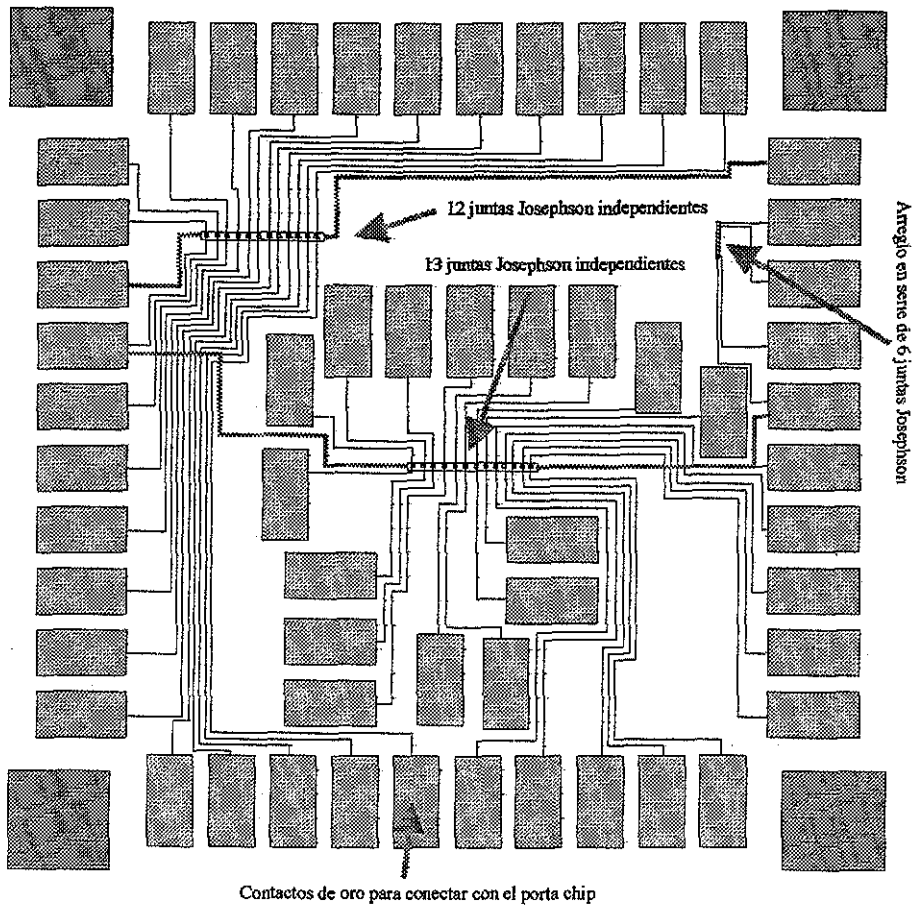 12 juntas Josephson independientes
13 juntas Josephson independientes
Arreglo en serie de 6 juntas Josephson
Contactos de oro para conectar con el porta chip